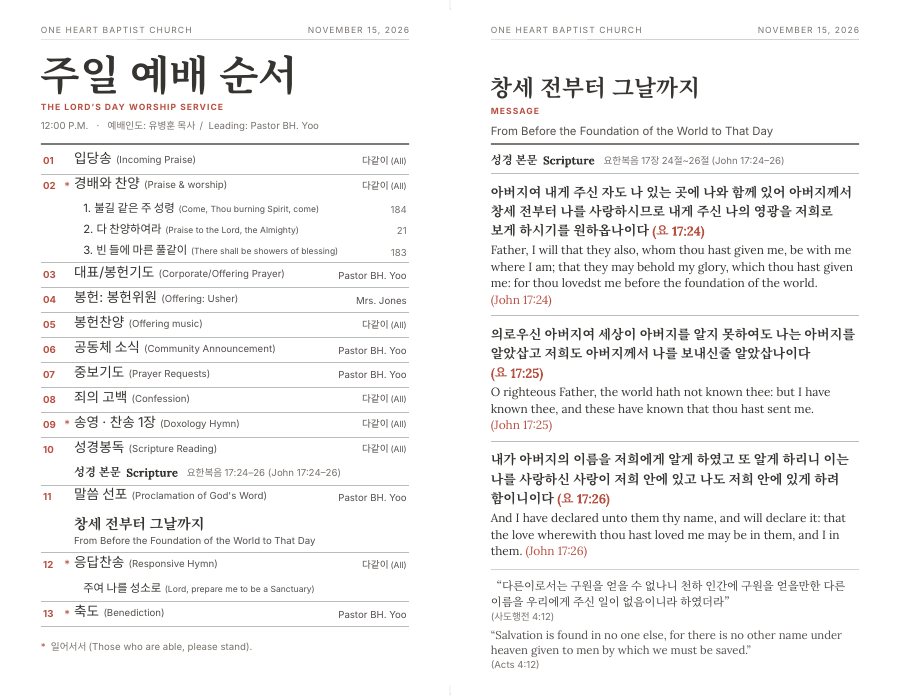 ONE HEART BAPTIST CHURCH NOVEMBER 15, 2026
주일 예배 순서
THE LORD'S DAY WORSHIP SERVICE
12:00 P.M. · 예배인도: 유병훈 목사 / Leading: Pastor BH. Yoo
01 입당송 (Incoming Praise) 다같이 (All)
02 * 경배와 찬양 (Praise & worship) 다같이 (All)
1. 불길 같은 주 성령 (Come, Thou burning Spirit, come) 184
2. 다 찬양하여라 (Praise to the Lord, the Almighty) 21
3. 빈 들에 마른 풀같이 (There shall be showers of blessing) 183
03 대표/봉헌기도 (Corporate/Offering Prayer) Pastor BH. Yoo
04 봉헌: 봉헌위원 (Offering: Usher) Mrs. Jones
05 봉헌찬양 (Offering music) 다같이 (All)
06 공동체 소식 (Community Announcement) Pastor BH. Yoo
07 중보기도 (Prayer Requests) Pastor BH. Yoo
08 죄의 고백 (Confession) 다같이 (All)
09 * 송영 · 찬송 1장 (Doxology Hymn) 다같이 (All)
10 성경봉독 (Scripture Reading) 다같이 (All)
성경 본문 Scripture 요한복음 17:24–26 (John 17:24–26)
11 말씀 선포 (Proclamation of God's Word) Pastor BH. Yoo
창세 전부터 그날까지
From Before the Foundation of the World to That Day
12 * 응답찬송 (Responsive Hymn) 다같이 (All)
주여 나를 성소로 (Lord, prepare me to be a Sanctuary)
13 * 축도 (Benediction) Pastor BH. Yoo
* 일어서서 (Those who are able, please stand).
ONE HEART BAPTIST CHURCH NOVEMBER 15, 2026
창세 전부터 그날까지
MESSAGE
From Before the Foundation of the World to That Day
성경 본문 Scripture 요한복음 17장 24절~26절 (John 17:24–26)
아버지여 내게 주신 자도 나 있는 곳에 나와 함께 있어 아버지께서
창세 전부터 나를 사랑하시므로 내게 주신 나의 영광을 저희로
보게 하시기를 원하옵나이다 (요 17:24)
Father, I will that they also, whom thou hast given me, be with me
where I am; that they may behold my glory, which thou hast given
me: for thou lovedst me before the foundation of the world.
(John 17:24)
의로우신 아버지여 세상이 아버지를 알지 못하여도 나는 아버지를
알았삽고 저희도 아버지께서 나를 보내신줄 알았삽나이다
(요 17:25)
O righteous Father, the world hath not known thee: but I have
known thee, and these have known that thou hast sent me.
(John 17:25)
내가 아버지의 이름을 저희에게 알게 하였고 또 알게 하리니 이는
나를 사랑하신 사랑이 저희 안에 있고 나도 저희 안에 있게 하려
함이니이다 (요 17:26)
And I have declared unto them thy name, and will declare it: that
the love wherewith thou hast loved me may be in them, and I in
them. (John 17:26)
“다른이로서는 구원을 얻을 수 없나니 천하 인간에 구원을 얻을만한 다른
이름을 우리에게 주신 일이 없음이니라 하였더라”
(사도행전 4:12)
“Salvation is found in no one else, for there is no other name under
heaven given to men by which we must be saved.”
(Acts 4:12)